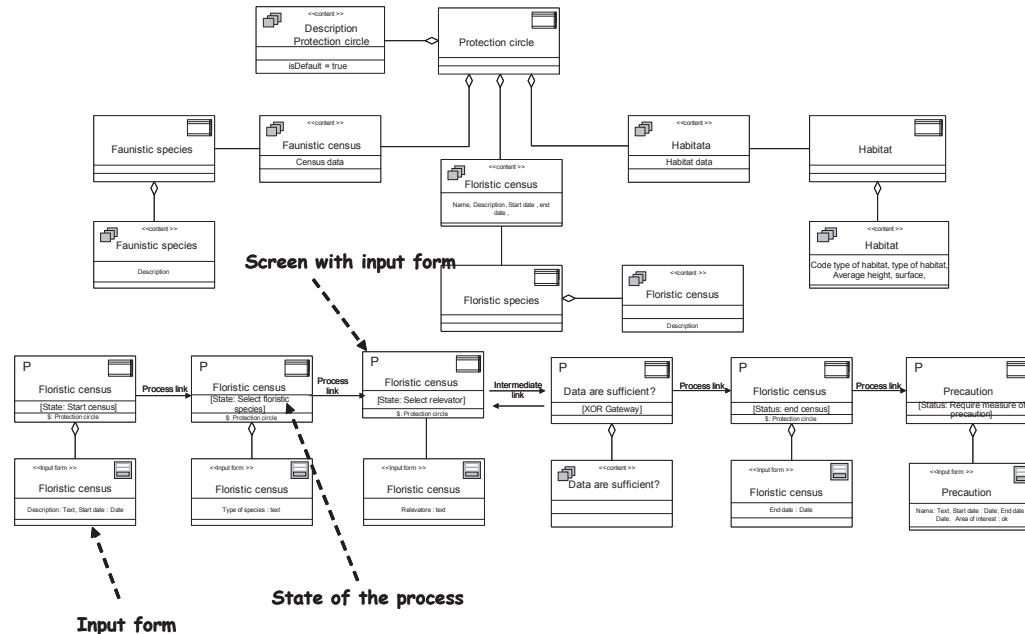 <<content >>
Description
Protection circle
isDefault = true
Protection circle
Faunistic species
<<content >>
Faunistic census
Census data
<<content >>
Habitata
Habitat data
Habitat
<<content >>
Floristic census
Name, Description, Start date , end
date ,
<<content >>
Faunistic species
Description
<<content >>
Habitat
Code type of habitat, type of habitat,
Average height, surface,
Screen with input form
Floristic species
<<content >>
Floristic census
Description
P
Floristic census
[State: Start census]
$: Protection circle
Process link
P
Floristic census
[State: Select floristic
species]
$: Protection circle
Process
link
P
Floristic census
[State: Select relevator]
$: Protection circle
Intermediate
link
P
Data are sufficient?
[XOR Gateway]
Process link
P
Floristic census
[Status: end census]
$: Protection circle
Process link
P
Precaution
[Status: Require measure of
precaution]
<<Input form >>
Floristic census
Description: Text, Start date : Date
<<Input form >>
Floristic census
Type of species : text
<<Input form >>
Floristic census
Relevatore : text
<<content >>
Data are sufficient?
<<Input form >>
Floristic census
End date : Date
<<Input form >>
Precaution
Name: Text, Start date : Date, End date :
Date, Area of interest : ok
State of the process
Input form